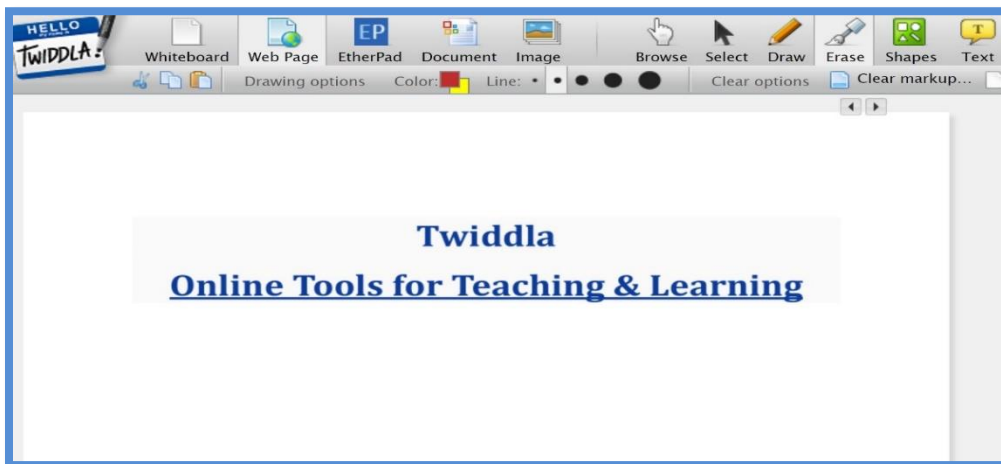 HELLO
TWIDDLA:
Whiteboard Web Page EtherPad Document Image Browse Select Draw Erase Shapes Text
EP
T
Drawing options Color: Line: Clear options Clear markup...
Twiddla
Online Tools for Teaching & Learning